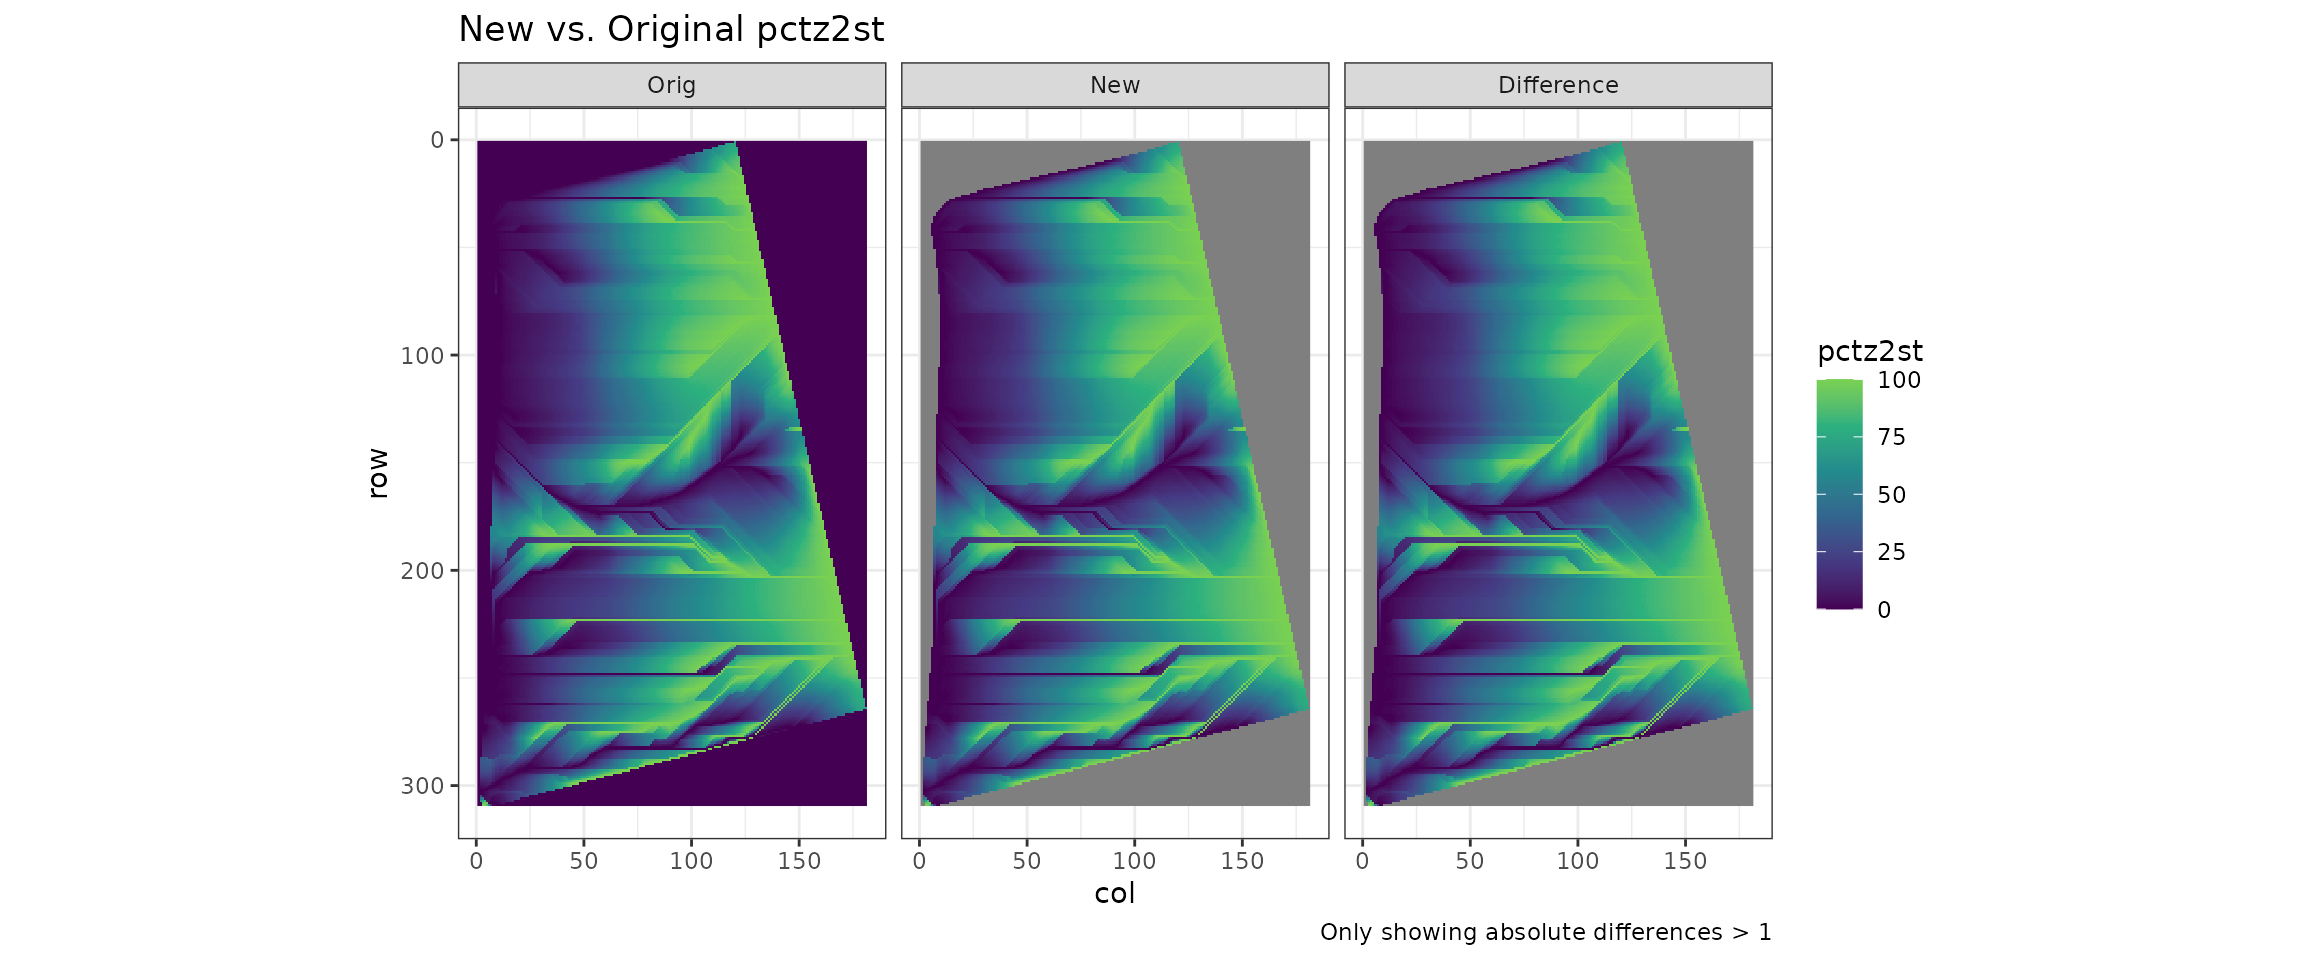 New vs. Original pctz2st
Orig New Difference
0
100
200
300
row
0 50 100 150 0 50 100 150 0 50 100 150
col
pctz2st
100
75
50
25
0
Only showing absolute differences > 1